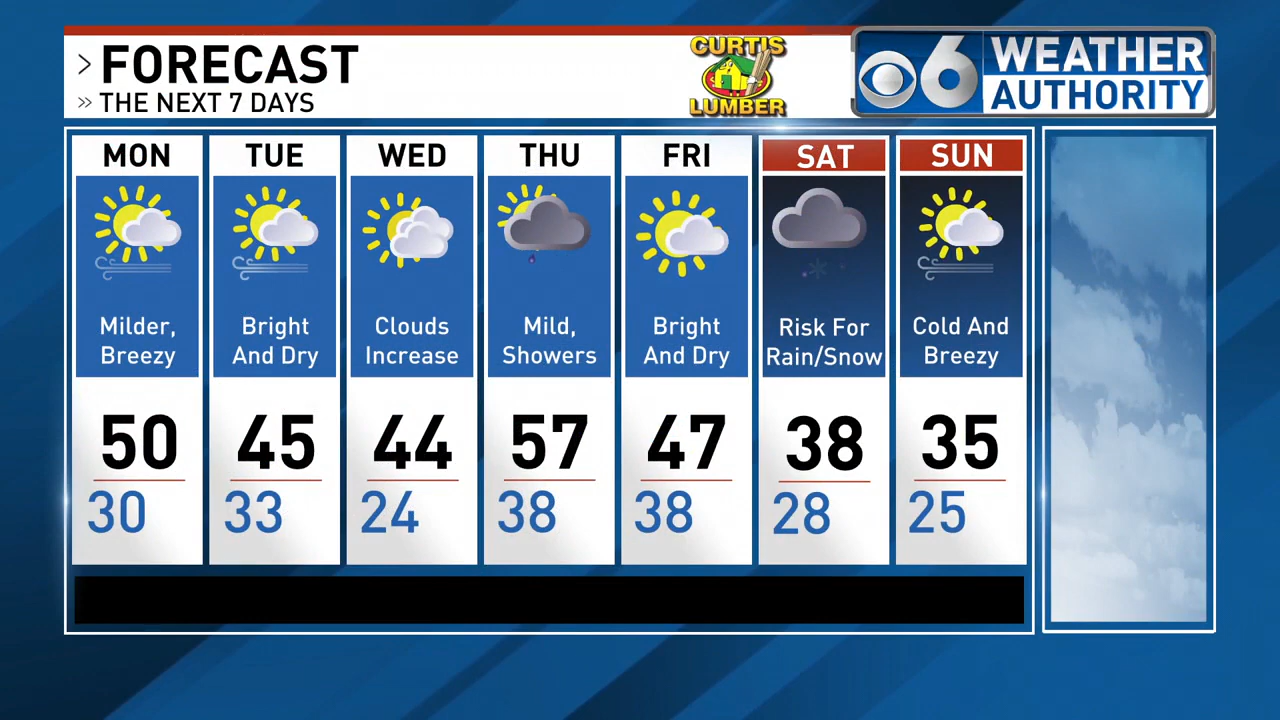 > FORECAST
» THE NEXT 7 DAYS
CURTIS
LUMBER
6 WEATHER
AUTHORITY
MON TUE WED THU FRI SAT SUN
Milder, Breezy
Bright And Dry
Clouds Increase
Mild, Showers
Bright And Dry
Risk For Rain/Snow
Cold And Breezy
50 45 44 57 47 38 35
30 33 24 38 38 28 25